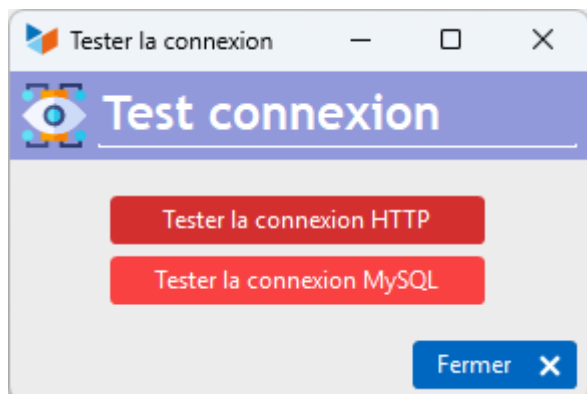 Tester la connexion
Test connexion
Tester la connexion HTTP
Tester la connexion MySQL
Fermer